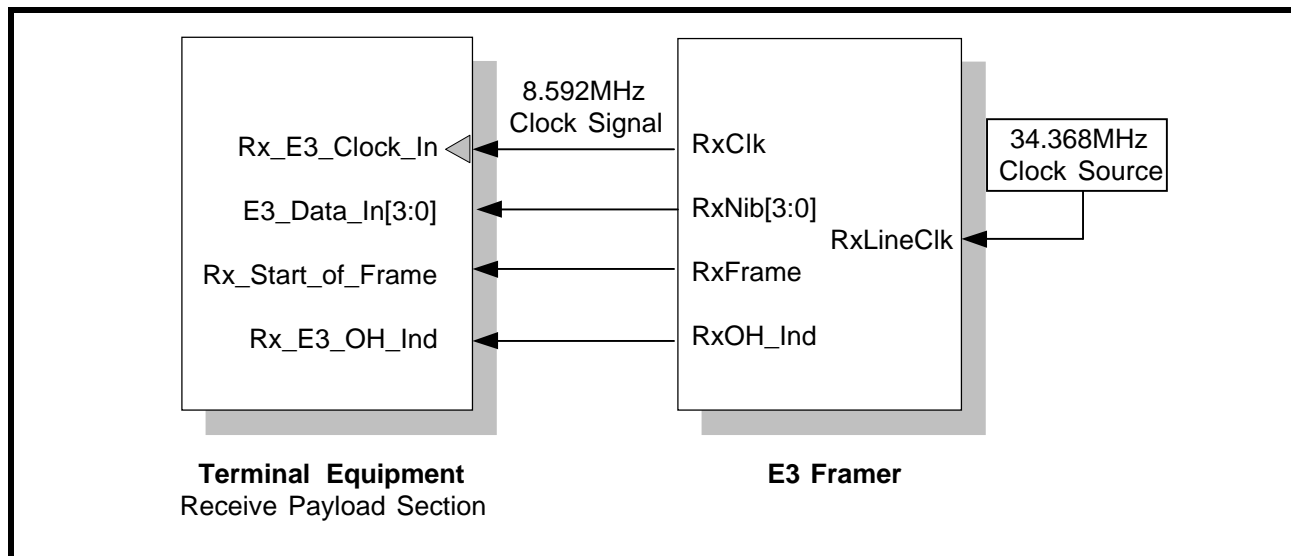 8.592MHz
Clock Signal
Rx_E3_Clock_In
RxClk
34.368MHz
Clock Source
E3_Data_In[3:0]
RxNib[3:0]
RxLineClk
Rx_Start_of_Frame
RxFrame
Rx_E3_OH_Ind
RxOH_Ind
Terminal Equipment
Receive Payload Section
E3 Framer